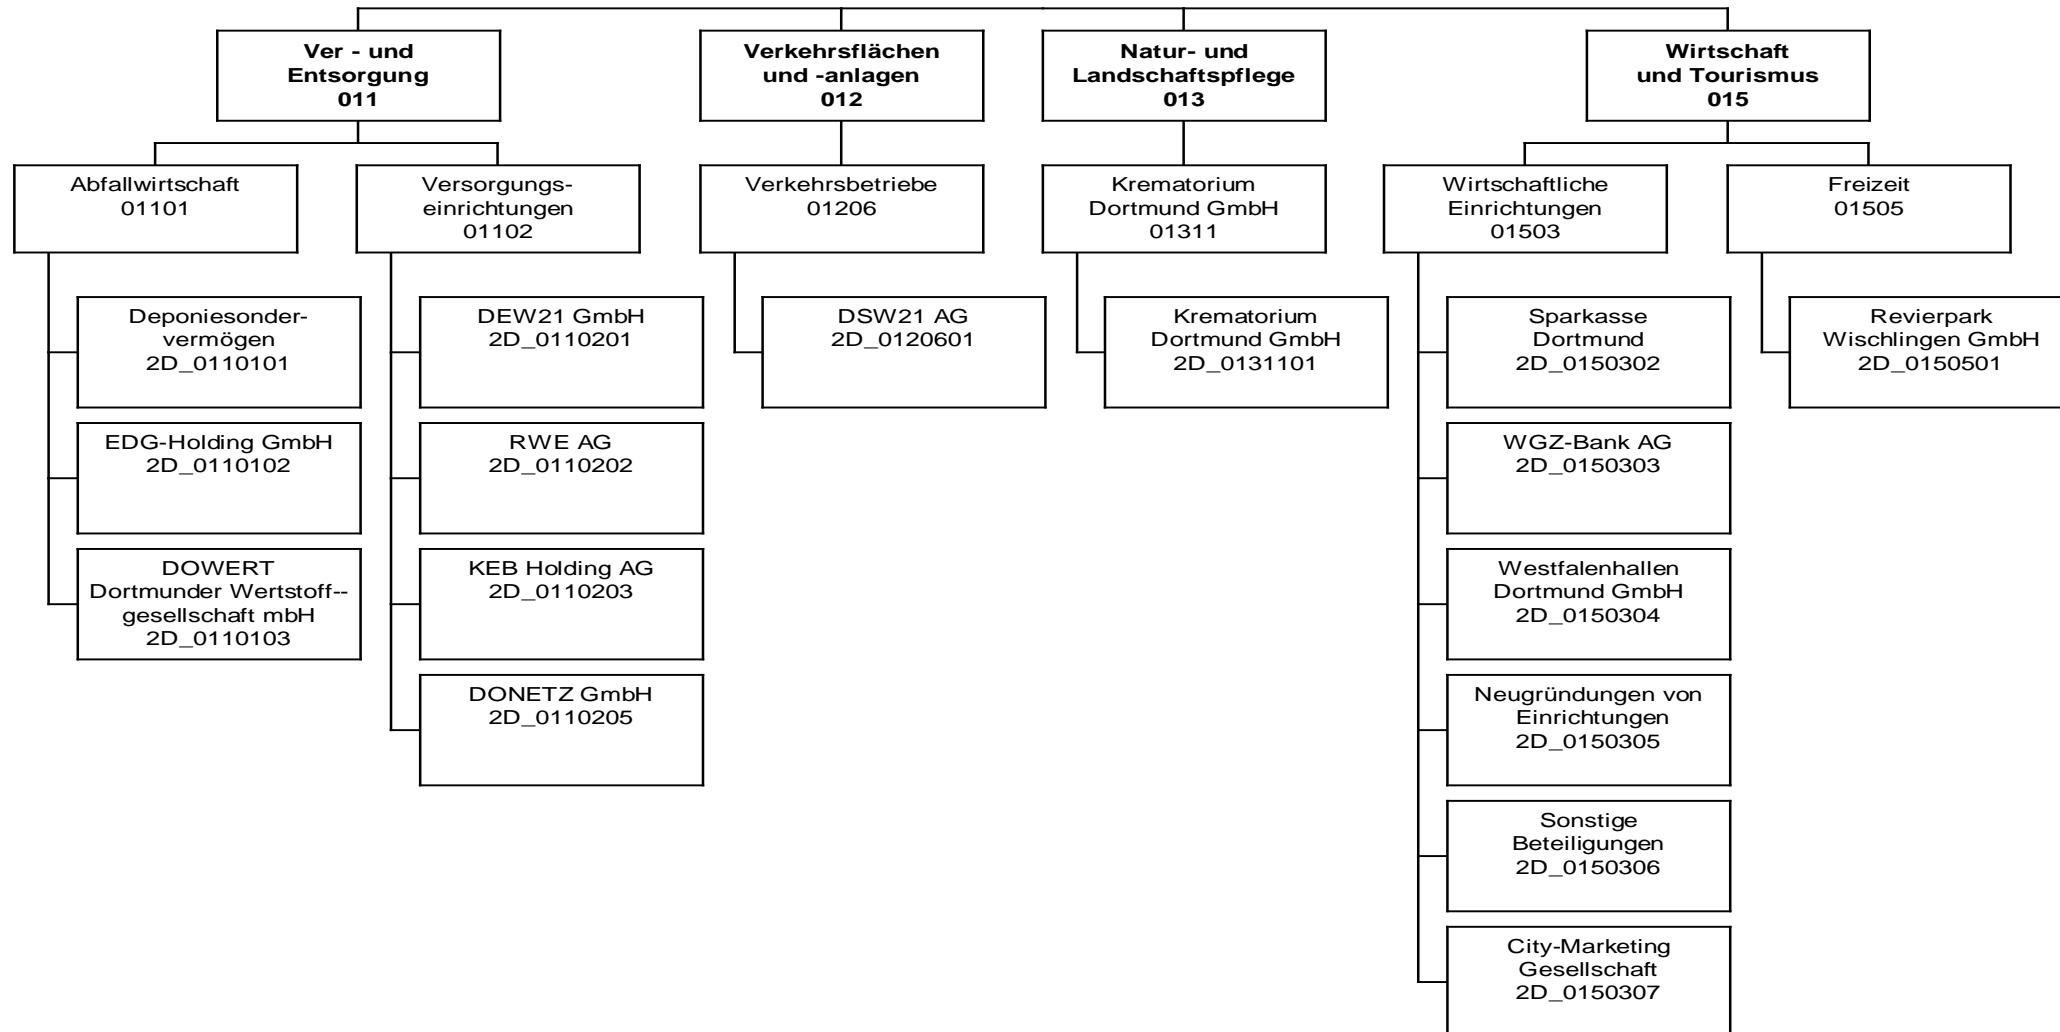 Ver - und
Entsorgung
011
Verkehrsflächen
und -anlagen
012
Natur- und
Landschaftspflege
013
Wirtschaft
und Tourismus
015
Abfallwirtschaft
01101
Versorgungs-
einrichtungen
01102
Verkehrsbetriebe
01206
Krematorium
Dortmund GmbH
01311
Wirtschaftliche
Einrichtungen
01503
Freizeit
01505
Deponiesonder-
vermögen
2D_0110101
EDG-Holding GmbH
2D_0110102
DOWERT
Dortmunder Wertstoff--
gesellschaft mbH
2D_0110103
DEW21 GmbH
2D_0110201
RWE AG
2D_0110202
KEB Holding AG
2D_0110203
DONETZ GmbH
2D_0110205
DSW21 AG
2D_0120601
Krematorium
Dortmund GmbH
2D_0131101
Sparkasse
Dortmund
2D_0150302
WGZ-Bank AG
2D_0150303
Westfalenhallen
Dortmund GmbH
2D_0150304
Neugründungen von
Einrichtungen
2D_0150305
Sonstige
Beteiligungen
2D_0150306
City-Marketing
Gesellschaft
2D_0150307
Revierpark
Wischlingen GmbH
2D_0150501